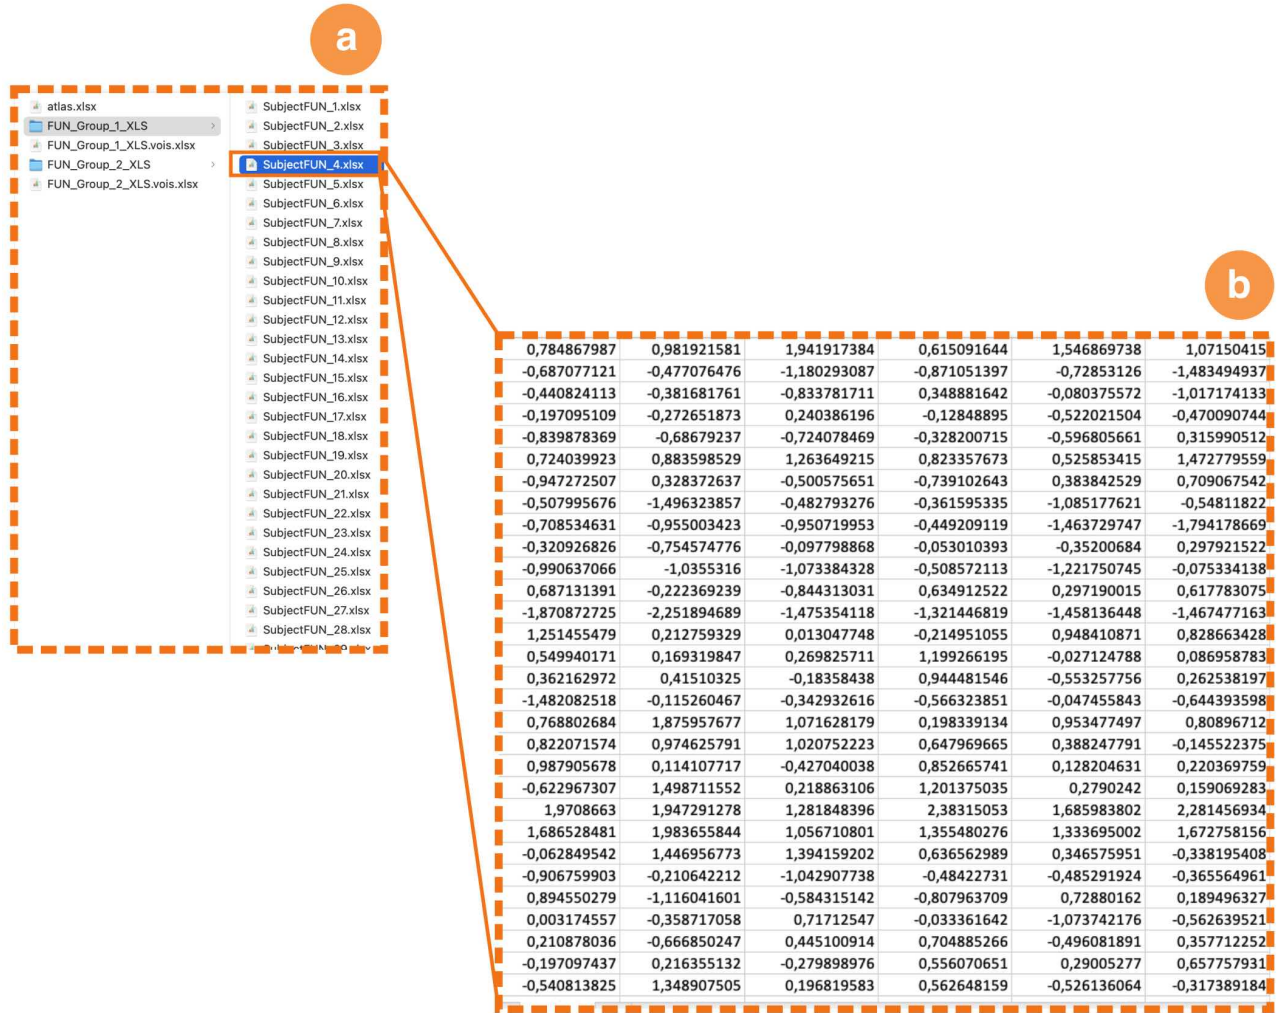 a
atlas.xlsx
FUN_Group_1_XLS
FUN_Group_1_XLS.vois.xlsx
FUN_Group_2_XLS
FUN_Group_2_XLS.vois.xlsx
SubjectFUN_1.xlsx
SubjectFUN_2.xlsx
SubjectFUN_3.xlsx
SubjectFUN_4.xlsx
SubjectFUN_5.xlsx
SubjectFUN_6.xlsx
SubjectFUN_7.xlsx
SubjectFUN_8.xlsx
SubjectFUN_9.xlsx
SubjectFUN_10.xlsx
SubjectFUN_11.xlsx
SubjectFUN_12.xlsx
SubjectFUN_13.xlsx
SubjectFUN_14.xlsx
SubjectFUN_15.xlsx
SubjectFUN_16.xlsx
SubjectFUN_17.xlsx
SubjectFUN_18.xlsx
SubjectFUN_19.xlsx
SubjectFUN_20.xlsx
SubjectFUN_21.xlsx
SubjectFUN_22.xlsx
SubjectFUN_23.xlsx
SubjectFUN_24.xlsx
SubjectFUN_25.xlsx
SubjectFUN_26.xlsx
SubjectFUN_27.xlsx
SubjectFUN_28.xlsx
b
0,784867987 0,981921581 1,941917384 0,615091644 1,546869738 1,07150415
-0,687077121 -0,477076476 -1,180293087 -0,871051397 -0,72853126 -1,483494937
-0,440824113 -0,381681761 -0,833781711 0,348881642 -0,080375572 -1,017174133
-0,197095109 -0,272651873 0,240386196 -0,12848895 -0,522021504 -0,470090744
-0,839878369 -0,68679237 -0,724078469 -0,328200715 -0,596805661 0,315990512
0,724039923 0,883598529 1,263649215 0,823357673 0,525853415 1,472779559
-0,947272507 0,328372637 -0,500575651 -0,739102643 0,383842529 0,709067542
-0,507995676 -1,496323857 -0,482793276 -0,361595335 -1,085177621 -0,54811822
-0,708534631 -0,955003423 -0,950719953 -0,449209119 -1,463729747 -1,794178669
-0,320926826 -0,754574776 -0,097798868 -0,053010393 -0,35200684 0,297921522
-0,990637066 -1,0355316 -1,073384328 -0,508572113 -1,221750745 -0,075334138
0,687131391 -0,222369239 -0,844313031 0,634912522 0,297190015 0,617783075
-1,870872725 -2,251894689 -1,475354118 -1,321446819 -1,458136448 -1,467477163
1,251455479 0,212759329 0,013047748 -0,214951055 0,948410871 0,828663428
0,549940171 0,169319847 0,269825711 1,199266195 -0,027124788 0,086958783
0,362162972 0,41510325 -0,18358438 0,944481546 -0,553257756 0,262538197
-1,482082518 -0,115260467 -0,342932616 -0,566323851 -0,047455843 -0,644393598
0,768802684 1,875957677 1,071628179 0,198339134 0,953477497 0,80896712
0,822071574 0,974625791 1,020752223 0,647969665 0,388247791 -0,145522375
0,987905678 0,114107717 -0,427040038 0,852665741 0,128204631 0,220369759
-0,622967307 1,498711552 0,218863106 1,201375035 0,2790242 0,159069283
1,9708663 1,947291278 1,281848396 2,38315053 1,685983802 2,281456934
1,686528481 1,983655844 1,056710801 1,355480276 1,333695002 1,672758156
-0,062849542 1,446956773 1,394159202 0,636562989 0,346575951 -0,338195408
-0,906759903 -0,210642212 -1,042907738 -0,48422731 -0,485291924 -0,365564961
0,894550279 -1,116041601 -0,584315142 -0,807963709 0,72880162 0,189496327
0,003174557 -0,358717058 0,71712547 -0,033361642 -1,073742176 -0,562639521
0,210878036 -0,666850247 0,445100914 0,704885266 -0,496081891 0,357712252
-0,197097437 0,216355132 -0,279898976 0,556070651 0,29005277 0,657757931
-0,540813825 1,348907505 0,196819583 0,562648159 -0,526136064 -0,317389184